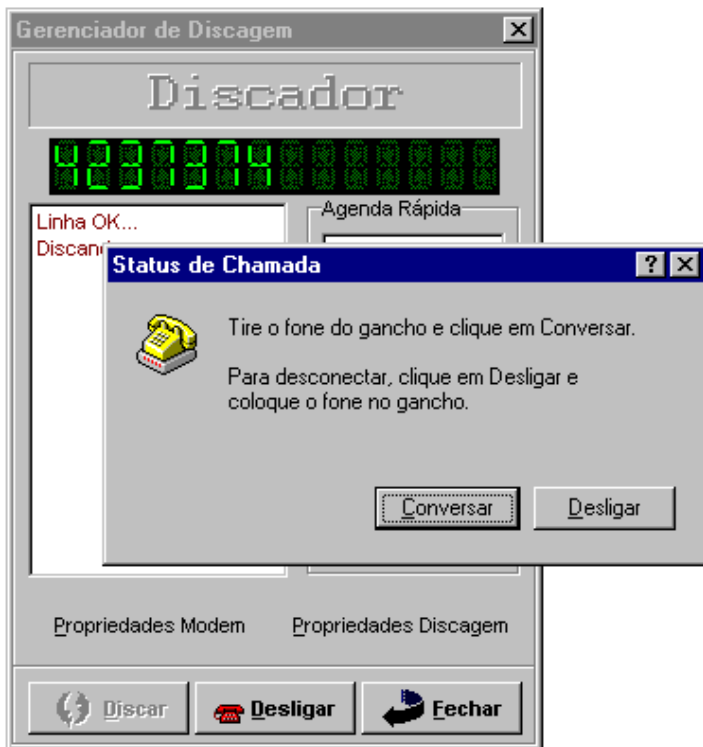 Gerenciador de Discagem
Discador
4231374
Linha OK...
Agenda Rápida
Status de Chamada
Tire o fone do gancho e clique em Conversar.
Para desconectar, clique em Desligar e
coloque o fone no gancho.
Conversar
Desligar
Propriedades Modem
Propriedades Discagem
Discar
Desligar
Fechar